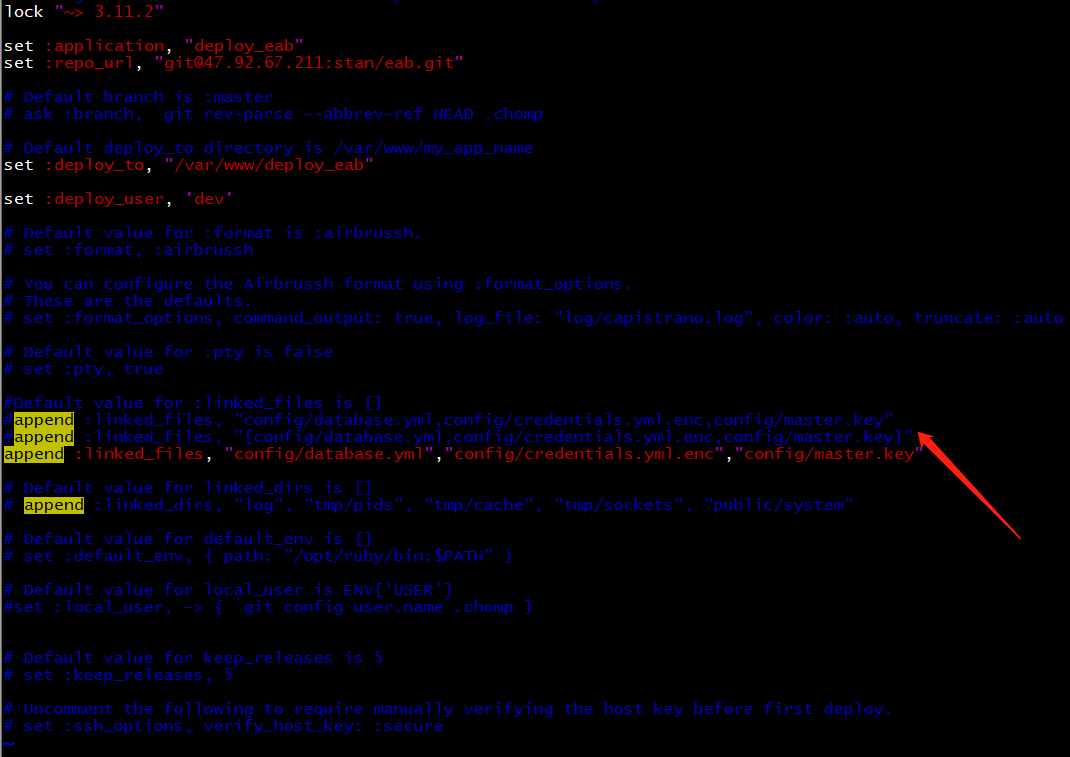 lock "~> 3.11.2"
set :application, "deploy_eab"
set :repo_url, "git@47.92.67.211:stan/eab.git"
# Default branch is :master
# ask :branch, `git rev-parse --abbrev-ref HEAD`.chomp
# Default deploy_to directory is /var/www/my_app_name
set :deploy_to, "/var/www/deploy_eab"
set :deploy_user, 'dev'
# Default value for :format is :airbrussh.
# set :format, :airbrussh
# You can configure the Airbrussh format using :format_options.
# These are the defaults.
# set :format_options, command_output: true, log_file: "log/capistrano.log", color: :auto, truncate: :auto
# Default value for :pty is false
# set :pty, true
#Default value for :linked_files is []
#append :linked_files, "config/database.yml,config/credentials.yml.enc,config/master.key"
#append :linked_files, "[config/database.yml,config/credentials.yml.enc,config/master.key]"
append :linked_files, "config/database.yml","config/credentials.yml.enc","config/master.key"
# Default value for linked_dirs is []
# append :linked_dirs, "log", "tmp/pids", "tmp/cache", "tmp/sockets", "public/system"
# Default value for default_env is {}
# set :default_env, { path: "/opt/ruby/bin:$PATH" }
# Default value for local_user is ENV['USER']
#set :local_user, -> { `git config user.name`.chomp }
# Default value for keep_releases is 5
# set :keep_releases, 5
# Uncomment the following to require manually verifying the host key before first deploy.
# set :ssh_options, verify_host_key: :secure
~